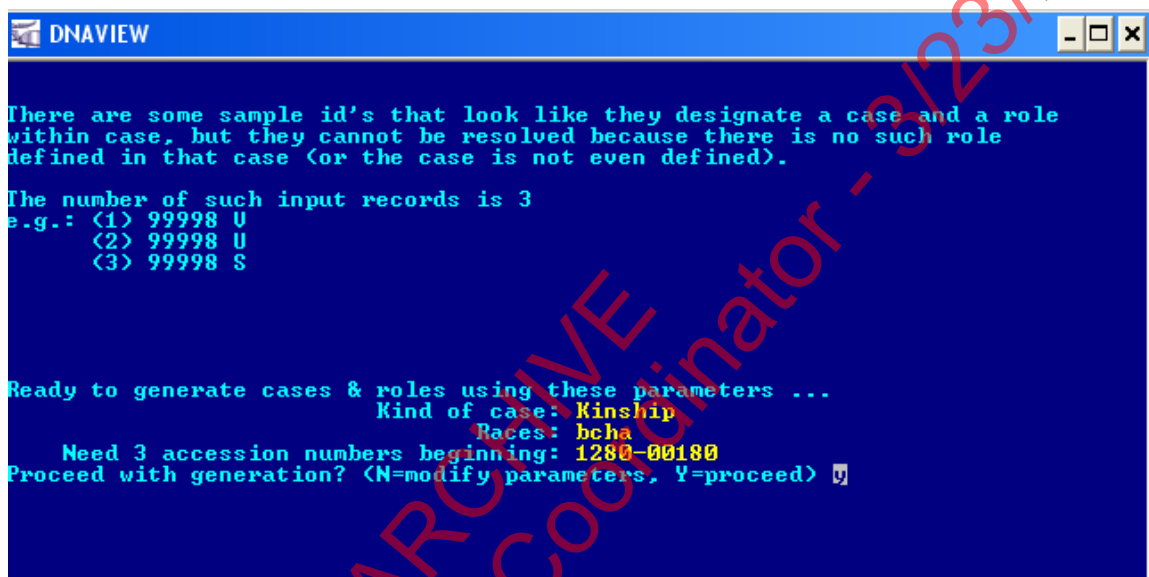 DNAVIEW
There are some sample id's that look like they designate a case and a role
within case, but they cannot be resolved because there is no such role
defined in that case (or the case is not even defined).
The number of such input records is 3
e.g.: (1) 99998 V
(2) 99998 U
(3) 99998 S
Ready to generate cases & roles using these parameters ...
Kind of case: Kinship
Races: bcha
Need 3 accession numbers beginning: 1280-00180
Proceed with generation? (N=modify parameters, Y=proceed) y
ARCHIVE
Coordinator - 3/23/